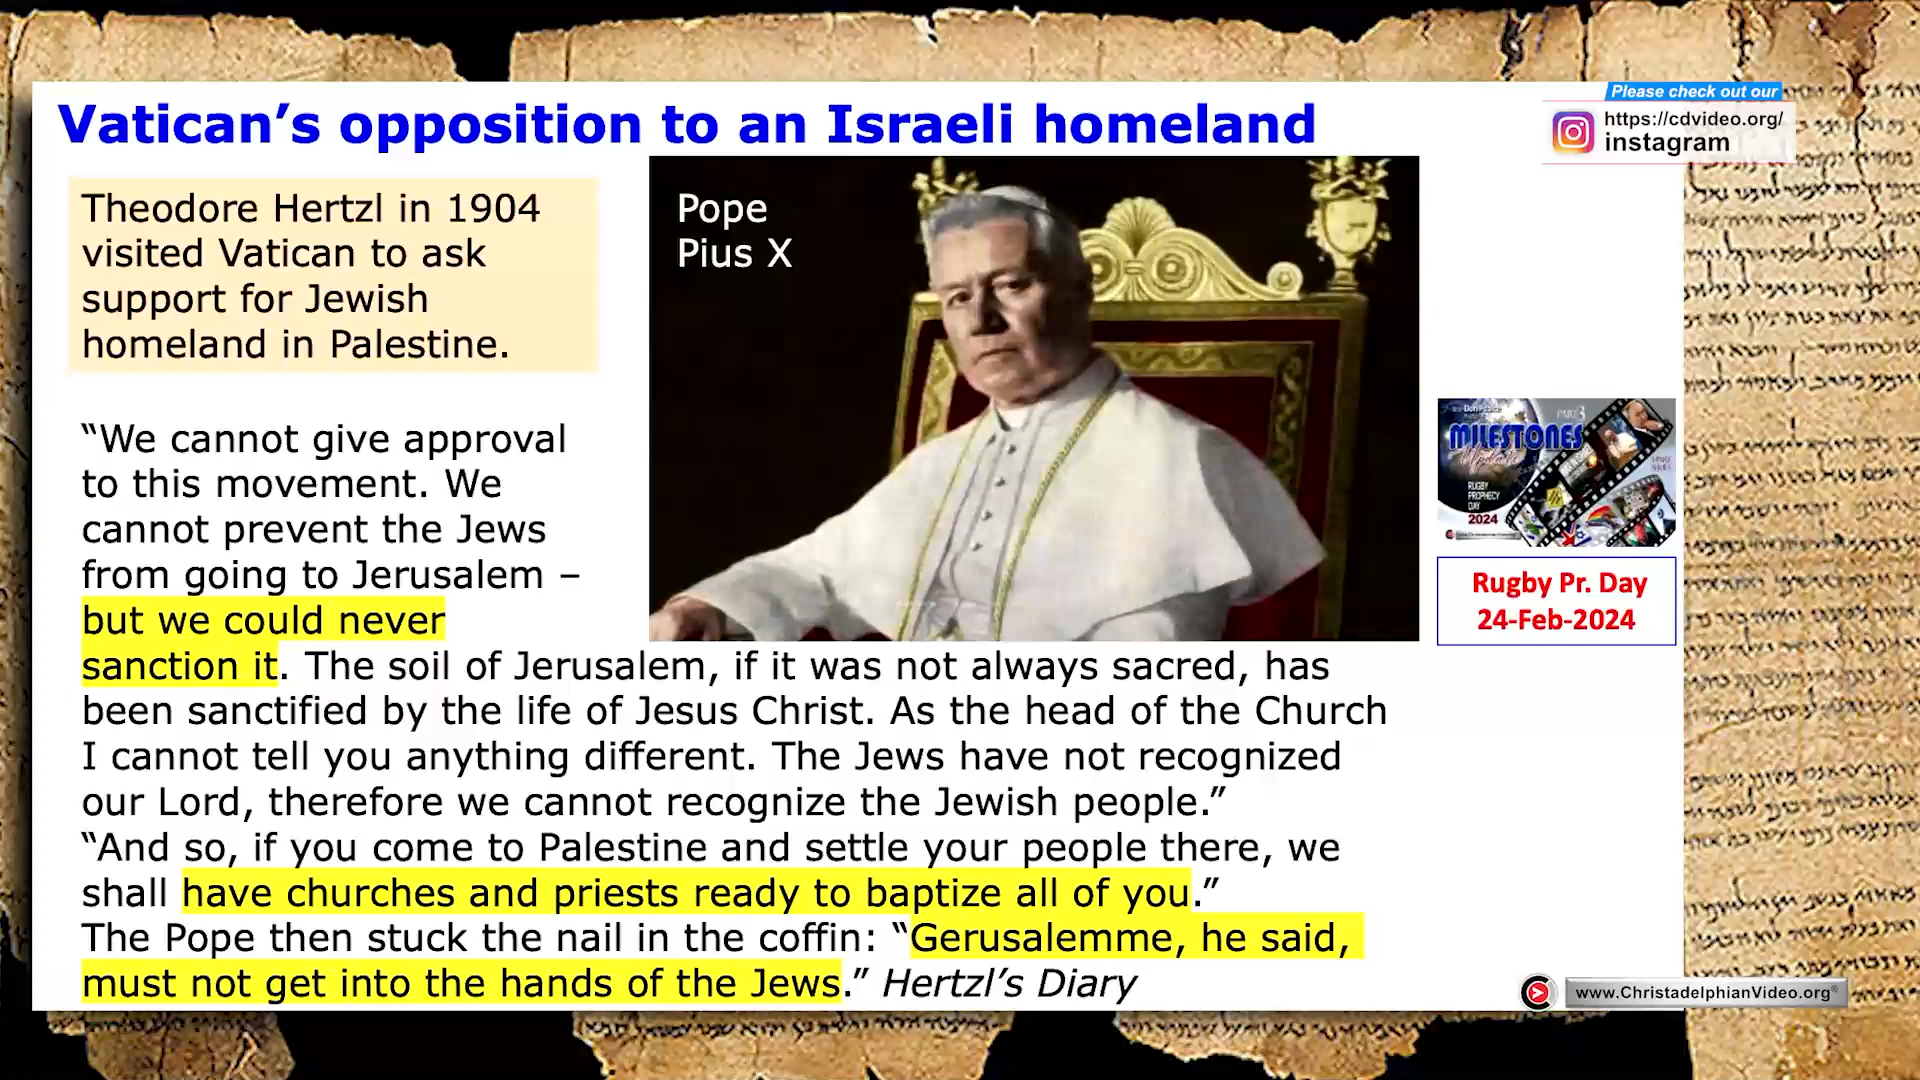 Please check out our
https://cdvideo.org/
instagram
Vatican’s opposition to an Israeli homeland
Theodore Hertzl in 1904
visited Vatican to ask
support for Jewish
homeland in Palestine.
Pope
Pius X
“We cannot give approval
to this movement. We
cannot prevent the Jews
from going to Jerusalem –
but we could never
sanction it. The soil of Jerusalem, if it was not always sacred, has
been sanctified by the life of Jesus Christ. As the head of the Church
I cannot tell you anything different. The Jews have not recognized
our Lord, therefore we cannot recognize the Jewish people.”
“And so, if you come to Palestine and settle your people there, we
shall have churches and priests ready to baptize all of you.”
The Pope then stuck the nail in the coffin: “Gerusalemme, he said,
must not get into the hands of the Jews.” Hertzl’s Diary
MILESTONES
Update
RUGBY
PROPHECY
DAY
2024
Rugby Pr. Day
24-Feb-2024
www.ChristadelphianVideo.org®